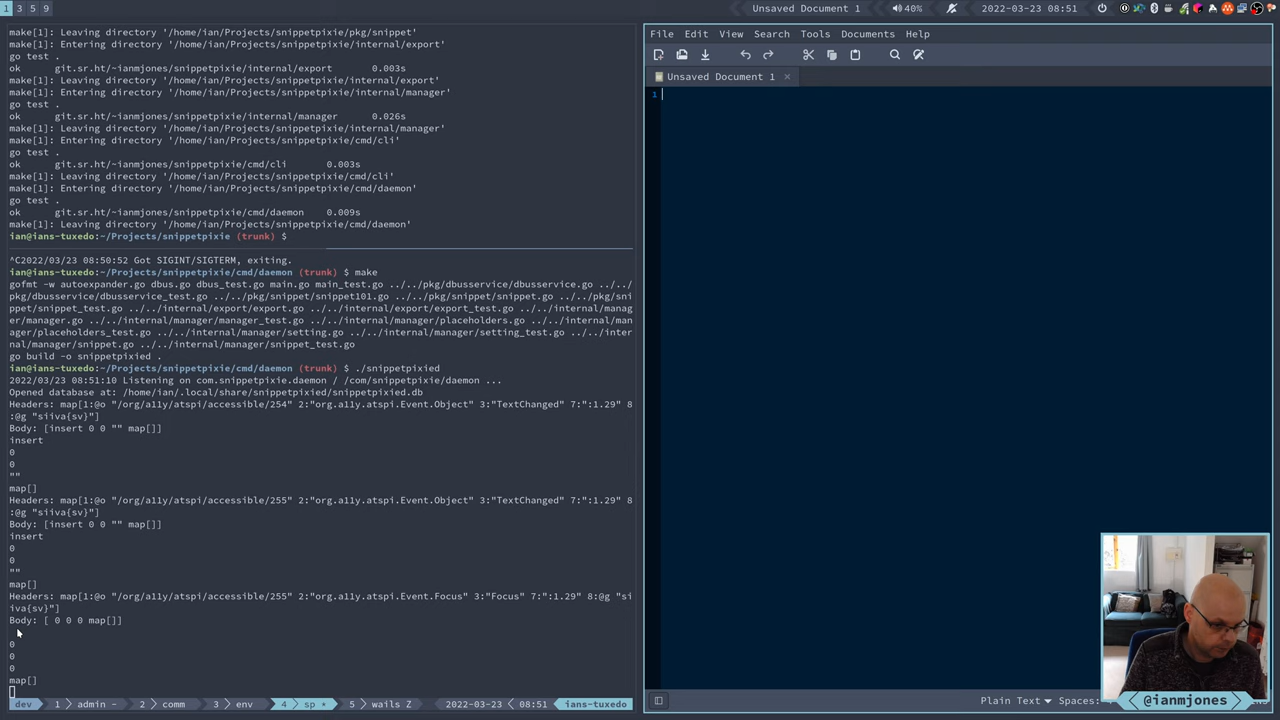 1 3 5 9
Unsaved Document 1
40%
2022-03-23 08:51
make[1]: Leaving directory '/home/ian/Projects/snippetpixie/pkg/snippet'
make[1]: Entering directory '/home/ian/Projects/snippetpixie/internal/export'
go test .
ok git.sr.ht/~ianmjones/snippetpixie/internal/export 0.003s
make[1]: Leaving directory '/home/ian/Projects/snippetpixie/internal/export'
make[1]: Entering directory '/home/ian/Projects/snippetpixie/internal/manager'
go test .
ok git.sr.ht/~ianmjones/snippetpixie/internal/manager 0.026s
make[1]: Leaving directory '/home/ian/Projects/snippetpixie/internal/manager'
make[1]: Entering directory '/home/ian/Projects/snippetpixie/cmd/cli'
go test .
ok git.sr.ht/~ianmjones/snippetpixie/cmd/cli 0.003s
make[1]: Leaving directory '/home/ian/Projects/snippetpixie/cmd/cli'
make[1]: Entering directory '/home/ian/Projects/snippetpixie/cmd/daemon'
go test .
ok git.sr.ht/~ianmjones/snippetpixie/cmd/daemon 0.009s
make[1]: Leaving directory '/home/ian/Projects/snippetpixie/cmd/daemon'
ian@ians-tuxedo:~/Projects/snippetpixie (trunk) $
^C2022/03/23 08:50:52 Got SIGINT/SIGTERM, exiting.
ian@ians-tuxedo:~/Projects/snippetpixie/cmd/daemon (trunk) $ make
gofmt -w autoexpander.go dbus.go dbus_test.go main.go main_test.go ../../pkg/dbusservice/dbusservice.go ../../
pkg/dbusservice/dbusservice_test.go ../../pkg/snippet/snippet101.go ../../pkg/snippet/snippet.go ../../pkg/sni
ppet/snippet_test.go ../../internal/export/export.go ../../internal/export/export_test.go ../../internal/manag
er/manager.go ../../internal/manager/manager_test.go ../../internal/manager/placeholders.go ../../internal/man
ager/placeholders_test.go ../../internal/manager/setting.go ../../internal/manager/setting_test.go ../../inter
nal/manager/snippet.go ../../internal/manager/snippet_test.go
go build -o snippetpixied .
ian@ians-tuxedo:~/Projects/snippetpixie/cmd/daemon (trunk) $ ./snippetpixied
2022/03/23 08:51:10 Listening on com.snippetpixie.daemon / /com/snippetpixie/daemon ...
Opened database at: /home/ian/.local/share/snippetpixied/snippetpixied.db
Headers: map[1:@o "/org/a11y/atspi/accessible/254" 2:"org.a11y.atspi.Event.Object" 3:"TextChanged" 7:":1.29" 8
:@g "siiva{sv}"]
Body: [insert 0 0 "" map[]]
insert
0
0
""
map[]
Headers: map[1:@o "/org/a11y/atspi/accessible/255" 2:"org.a11y.atspi.Event.Object" 3:"TextChanged" 7:":1.29" 8
:@g "siiva{sv}"]
Body: [insert 0 0 "" map[]]
insert
0
0
""
map[]
Headers: map[1:@o "/org/a11y/atspi/accessible/255" 2:"org.a11y.atspi.Event.Focus" 3:"Focus" 7:":1.29" 8:@g "si
iva{sv}"]
Body: [ 0 0 0 map[]]
0
0
0
map[]
dev 1 admin - 2 comm 3 env 4 sp * 5 wails Z 2022-03-23 08:51 ians-tuxedo
File Edit View Search Tools Documents Help
Unsaved Document 1
1
Plain Text Spaces:
@ianmjones